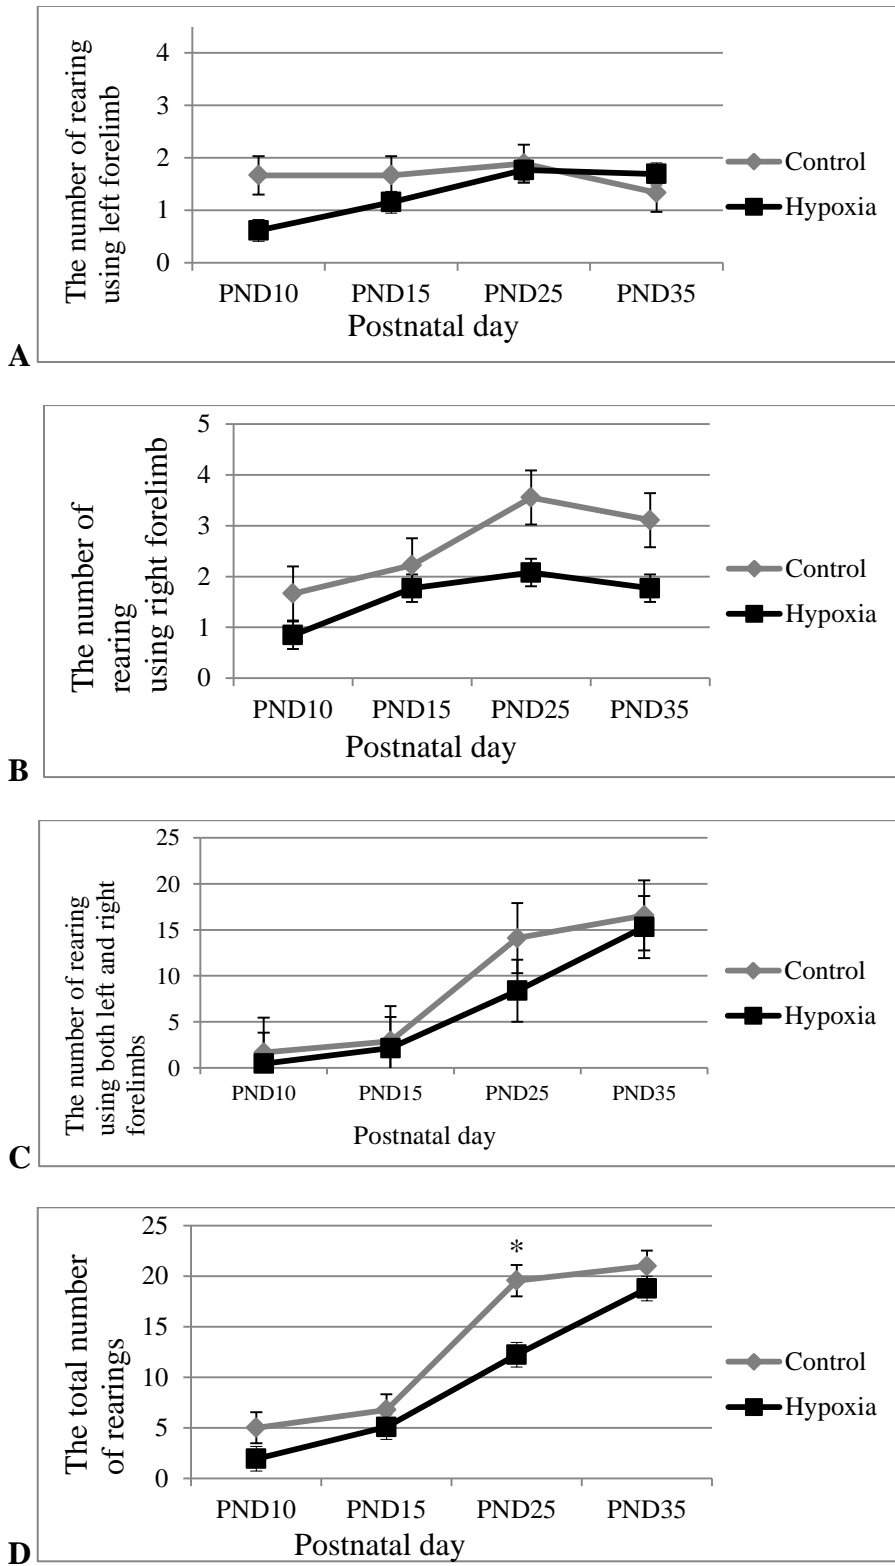 4
3
2
1
0
The number of rearing
using left forelimb
PND10 PND15 PND25 PND35
Postnatal day
Control
Hypoxia
A
5
4
3
2
1
0
The number of
rearing
using right forelimb
PND10 PND15 PND25 PND35
Postnatal day
Control
Hypoxia
B
25
20
15
10
5
0
The number of rearing
using both left and right
forelimbs
PND10 PND15 PND25 PND35
Postnatal day
Control
Hypoxia
C
25
20
15
10
5
0
The total number
of rearings
*
PND10 PND15 PND25 PND35
Postnatal day
Control
Hypoxia
D